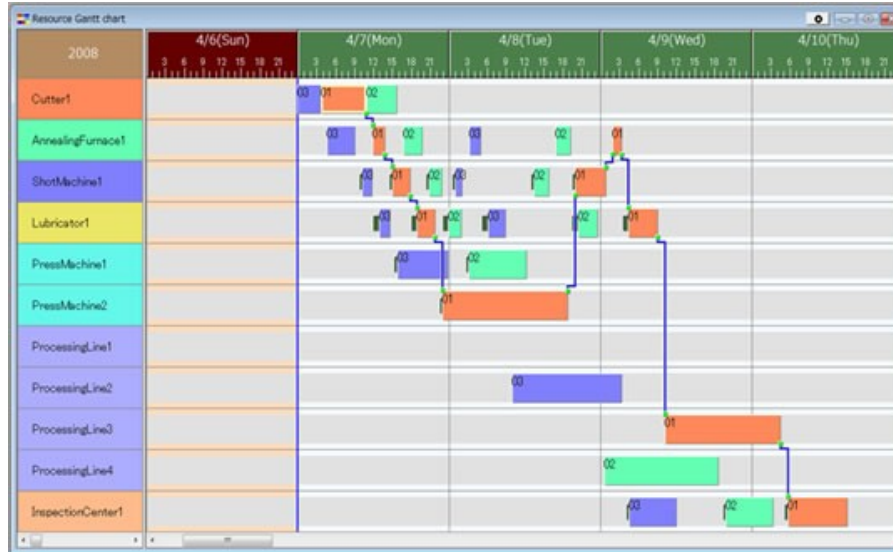 Resource Gantt chart
2008
4/6(Sun) 4/7(Mon) 4/8(Tue) 4/9(Wed) 4/10(Thu)
3 6 9 12 15 18 21 3 6 9 12 15 18 21 3 6 9 12 15 18 21 3 6 9 12 15 18 21 3 6 9 12 15 18 21
Cutter1 03 01 02
AnnealingFurnace1 03 01 02 03 02 01
ShotMachine1 03 01 02 03 02 01
Lubricator1 03 01 02 03 02 01
PressMachine1 03 02
PressMachine2 01
ProcessingLine1
ProcessingLine2 03
ProcessingLine3 01
ProcessingLine4 02
InspectionCenter1 03 02 01